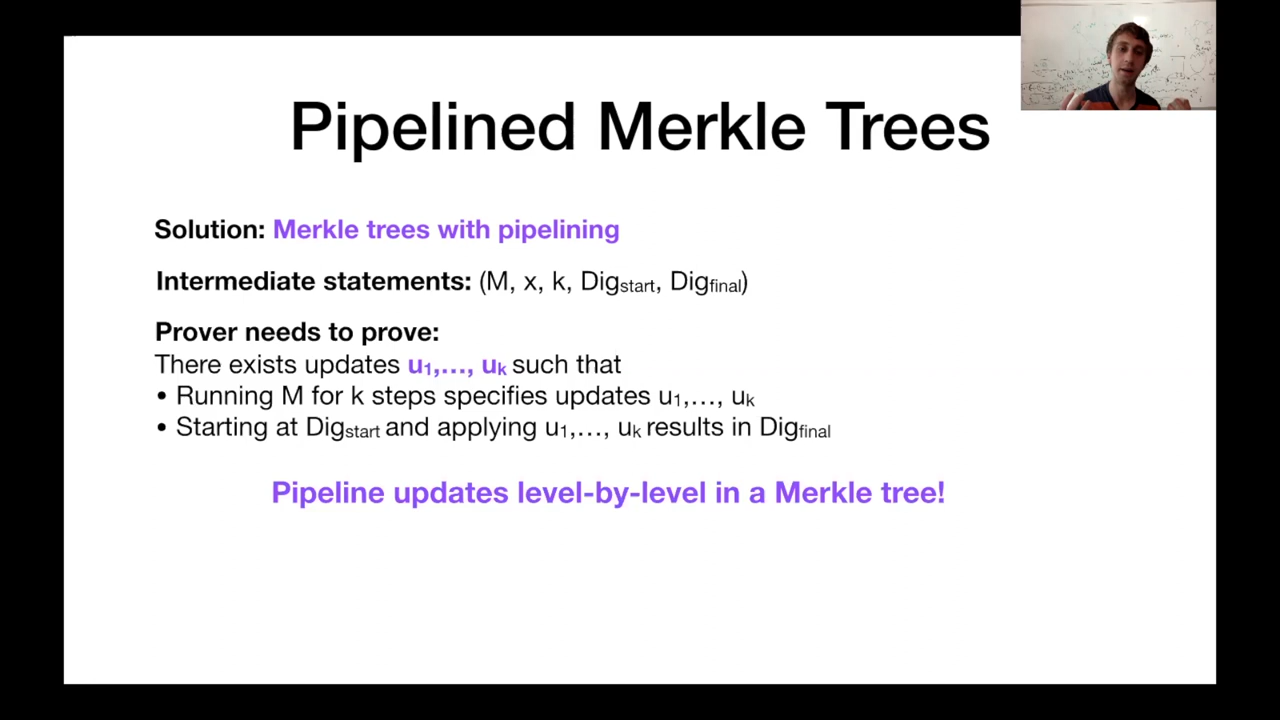 Pipelined Merkle Trees
Solution: Merkle trees with pipelining
Intermediate statements: (M, x, k, Digstart, Digfinal)
Prover needs to prove:
There exists updates u1,…, uk such that
• Running M for k steps specifies updates u1,…, uk
• Starting at Digstart and applying u1,…, uk results in Digfinal
Pipeline updates level-by-level in a Merkle tree!